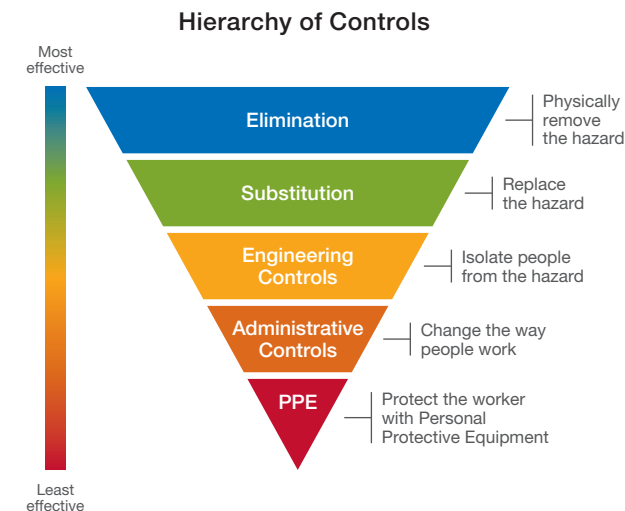 Hierarchy of Controls
Most
effective
Elimination
Physically
remove
the hazard
Substitution
Replace
the hazard
Engineering
Controls
Isolate people
from the hazard
Administrative
Controls
Change the way
people work
PPE
Protect the worker
with Personal
Protective Equipment
Least
effective